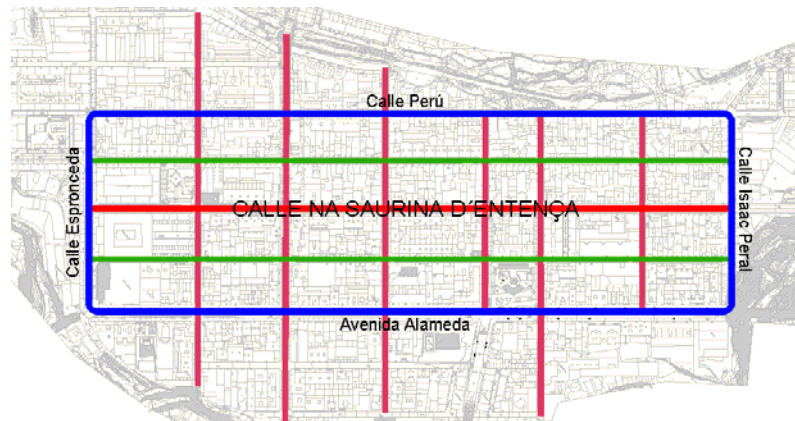 Calle Perú
Calle Espronceda
CALLE NA SAURINA D´ENTENÇA
Calle Isaac Peral
Avenida Alameda